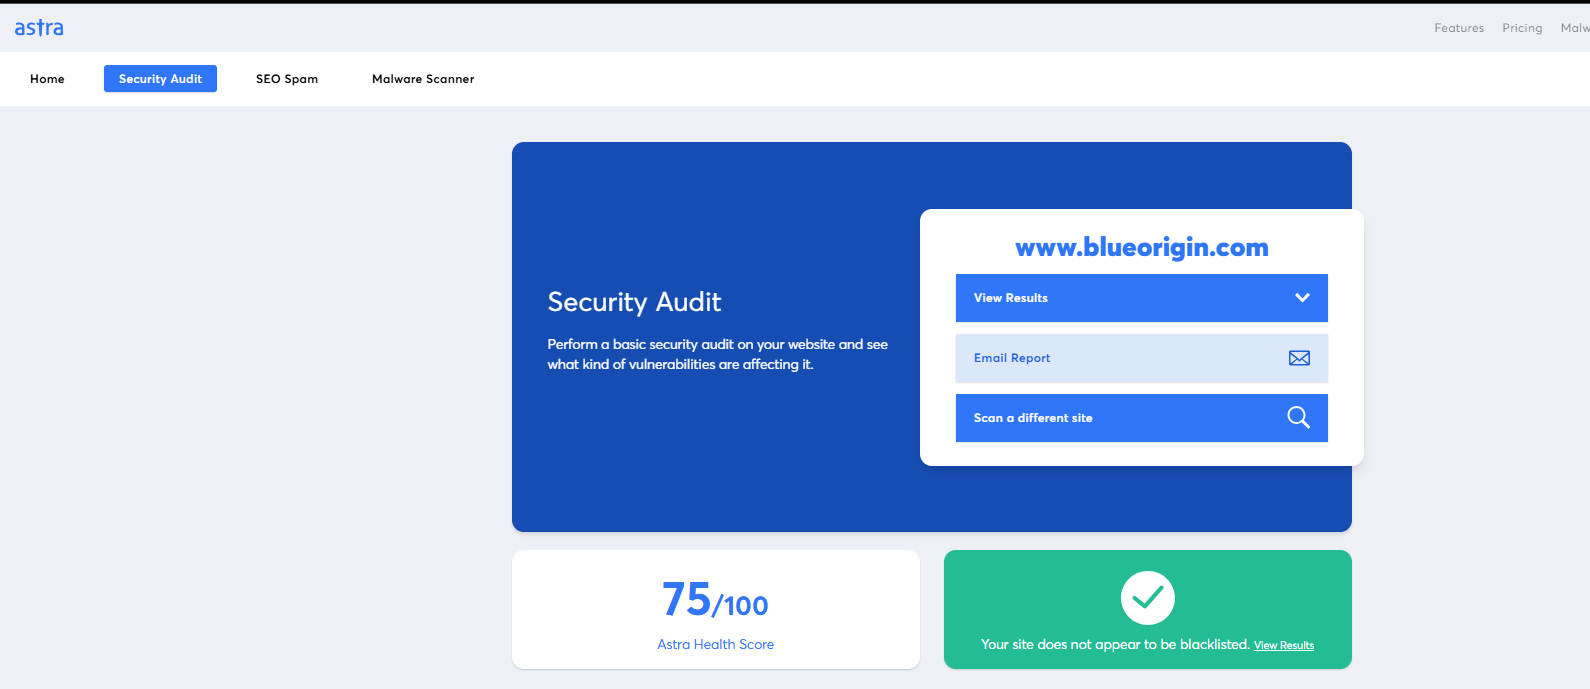 astra
Features Pricing
Home Security Audit SEO Spam Malware Scanner
Security Audit
Perform a basic security audit on your website and see
what kind of vulnerabilities are affecting it.
www.blueorigin.com
View Results
Email Report
Scan a different site
75/100
Astra Health Score
Your site does not appear to be blacklisted. View Results